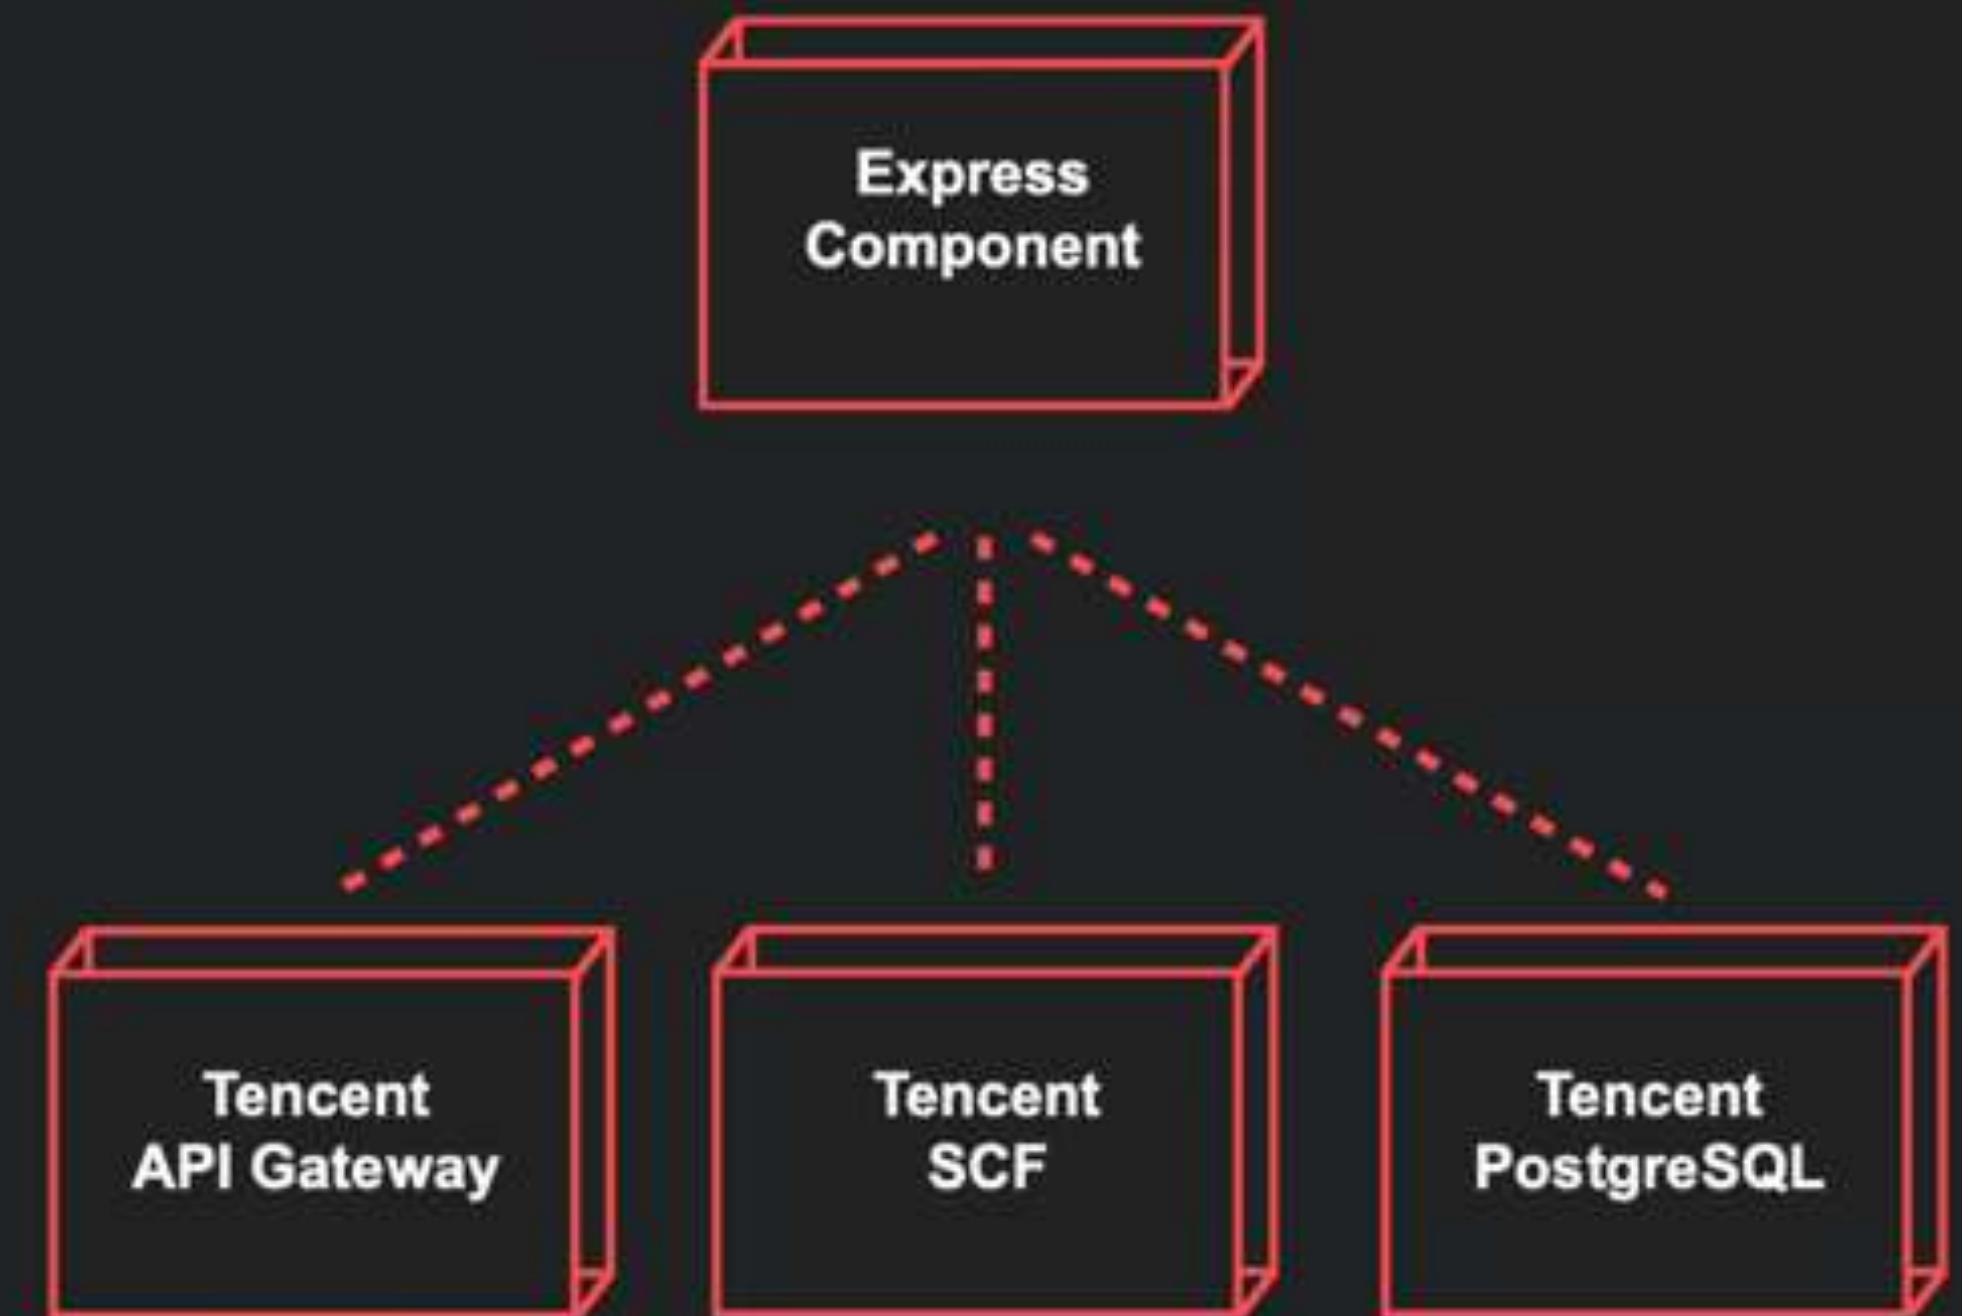 Express
Component
Tencent
API Gateway
Tencent
SCF
Tencent
PostgreSQL